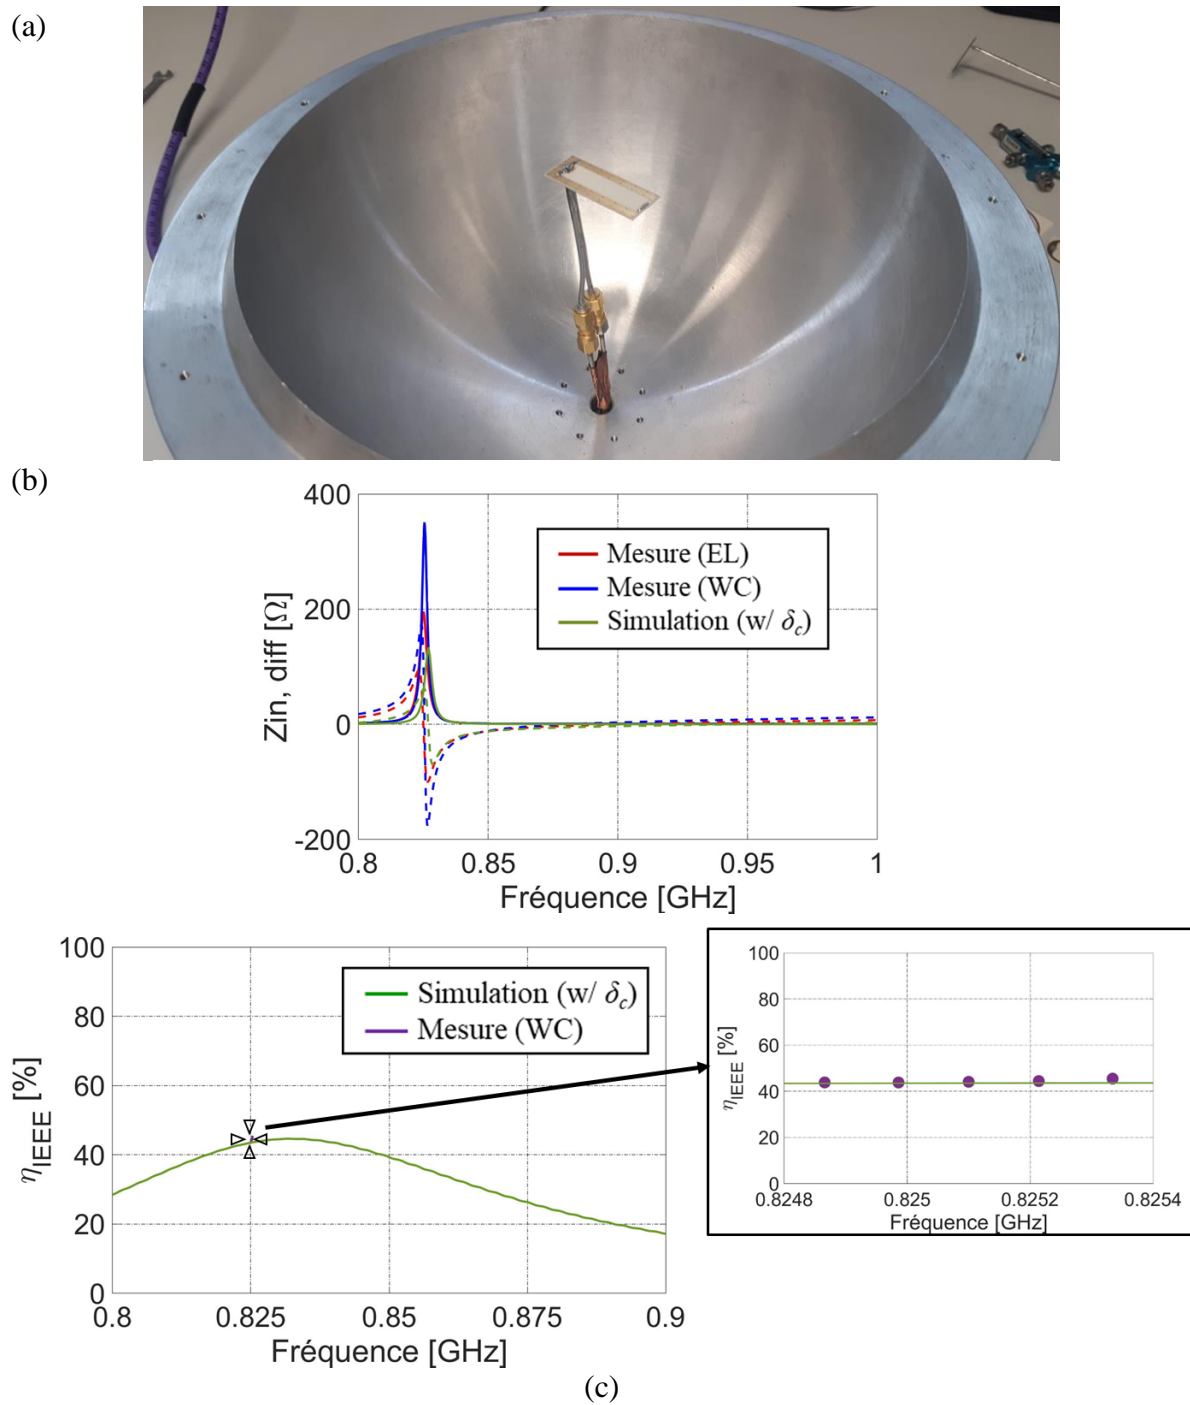 (a)
(b)
400
200
0
-200
Zin, diff [Ω]
Mesure (EL)
Mesure (WC)
Simulation (w/ δc)
0.8 0.85 0.9 0.95 1
Fréquence [GHz]
100
80
60
40
20
0
ηIEEE [%]
Simulation (w/ δc)
Mesure (WC)
0.8 0.825 0.85 0.875 0.9
Fréquence [GHz]
100
80
60
40
20
0
ηIEEE [%]
0.8248 0.825 0.8252 0.8254
Fréquence [GHz]
(c)